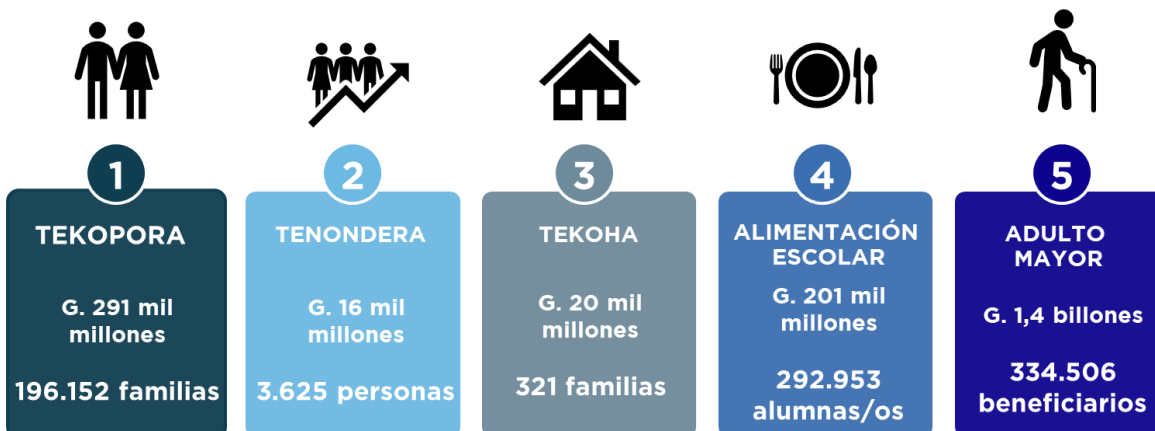 1
TEKOPORA
G. 291 mil
millones
196.152 familias
2
TENONDERA
G. 16 mil
millones
3.625 personas
3
TEKOHA
G. 20 mil
millones
321 familias
4
ALIMENTACIÓN
ESCOLAR
G. 201 mil
millones
292.953
alumnas/os
5
ADULTO
MAYOR
G. 1,4 billones
334.506
beneficiarios